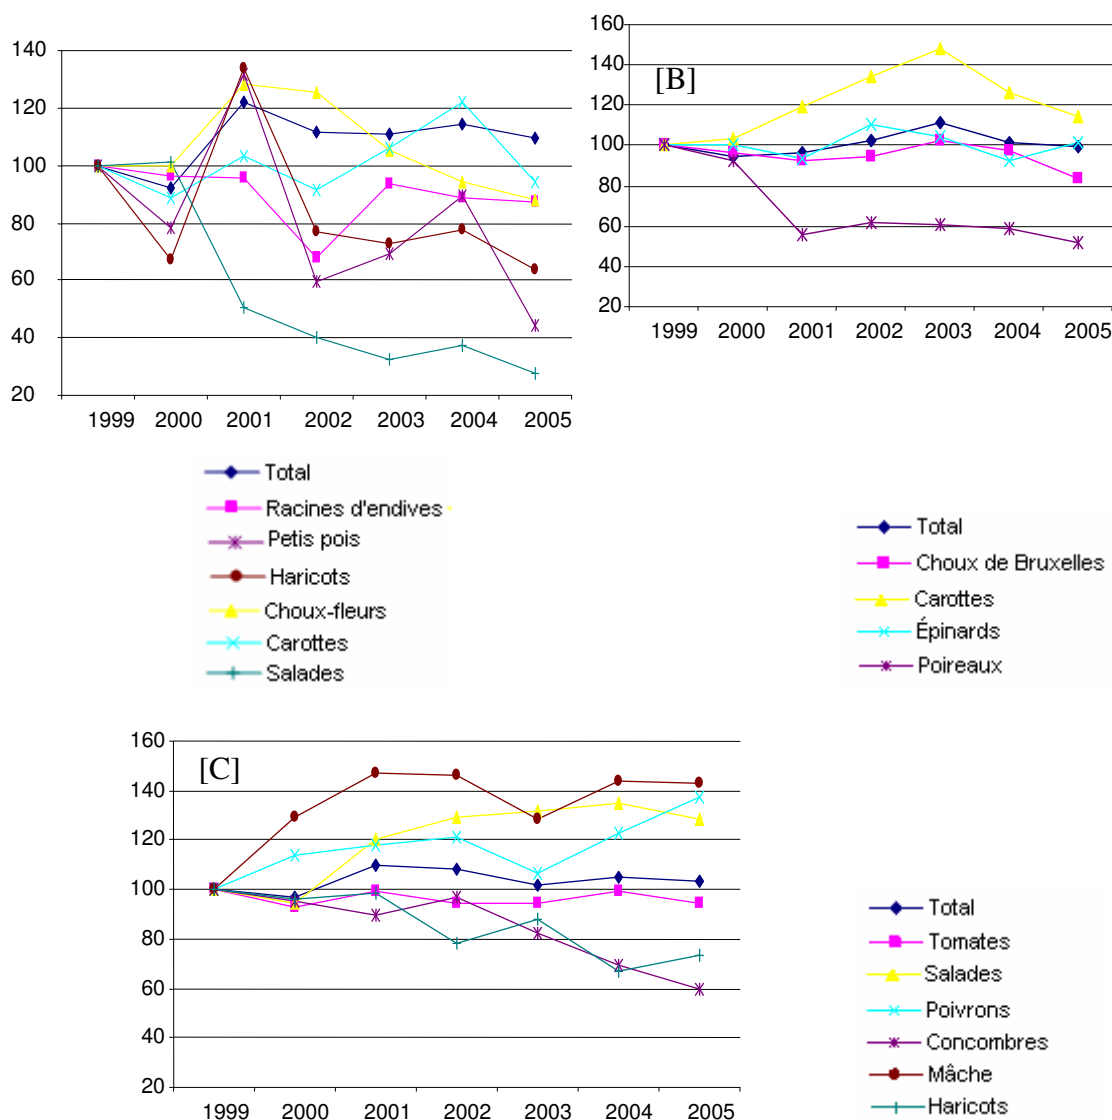 140
120
100
80
60
40
20
1999 2000 2001 2002 2003 2004 2005
[B]
160
140
120
100
80
60
40
20
1999 2000 2001 2002 2003 2004 2005
Total
Racines d'endives
Petis pois
Haricots
Choux-fleurs
Carottes
Salades
Total
Choux de Bruxelles
Carottes
Épinards
Poireaux
[C]
160
140
120
100
80
60
40
20
1999 2000 2001 2002 2003 2004 2005
Total
Tomates
Salades
Poivrons
Concombres
Mâche
Haricots